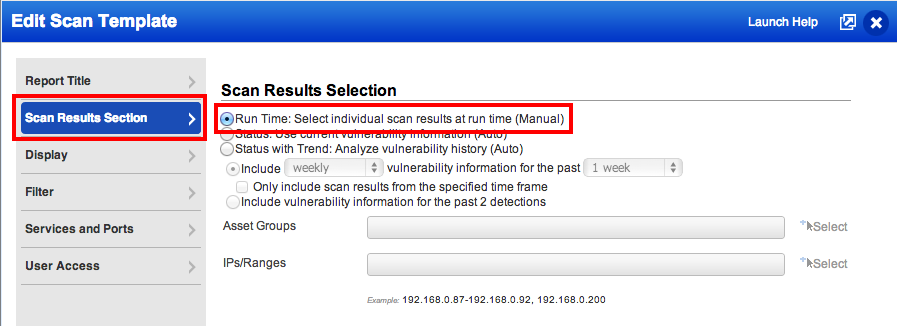 Edit Scan Template
Launch Help
Report Title
Scan Results Section
Display
Filter
Services and Ports
User Access
Scan Results Selection
Run Time: Select individual scan results at run time (Manual)
Status: Use current vulnerability information (Auto)
Status with Trend: Analyze vulnerability history (Auto)
Include weekly vulnerability information for the past 1 week
Only include scan results from the specified time frame
Include vulnerability information for the past 2 detections
Asset Groups Select
IPs/Ranges Select
Example: 192.168.0.87-192.168.0.92, 192.168.0.200